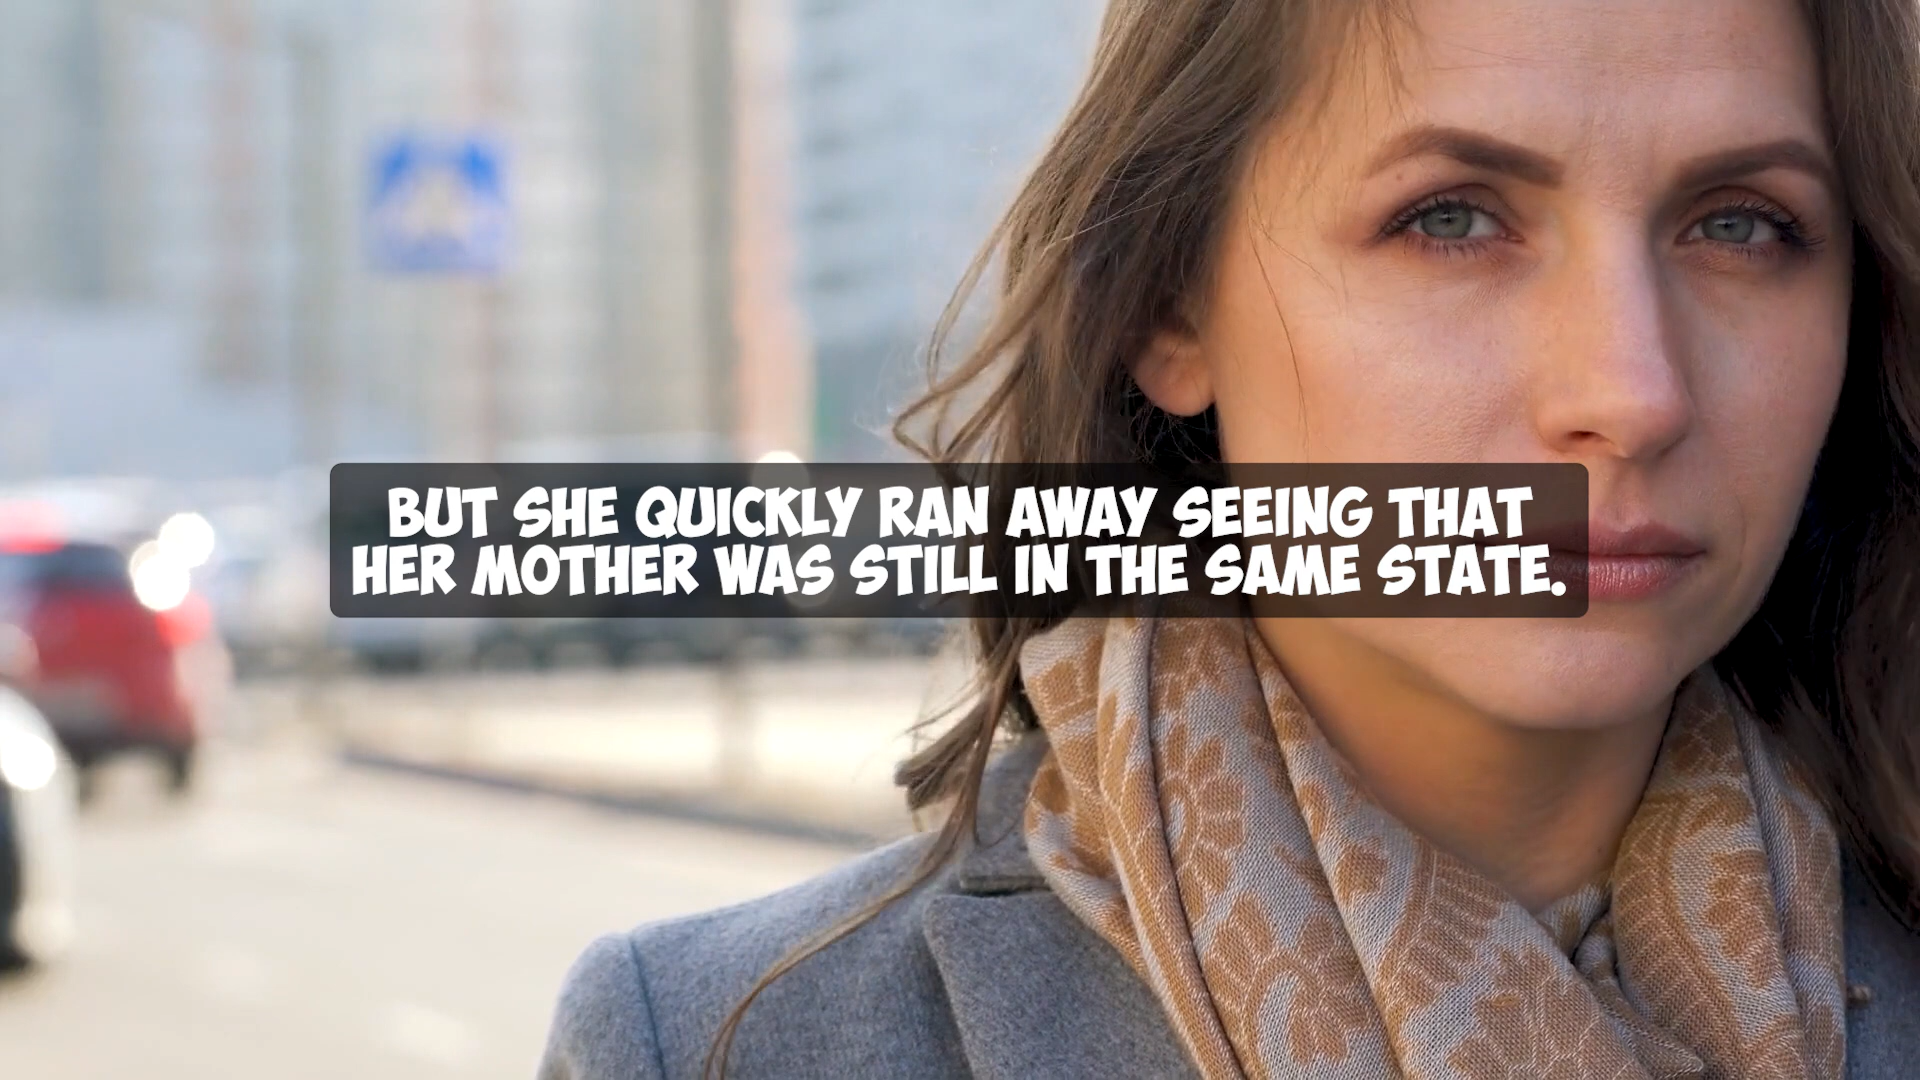 BUT SHE QUICKLY RAN AWAY SEEING THAT
HER MOTHER WAS STILL IN THE SAME STATE.